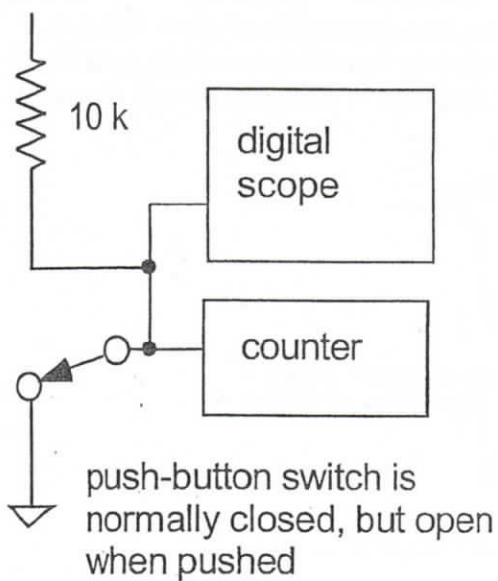 10 k
digital
scope
counter
push-button switch is
normally closed, but open
when pushed